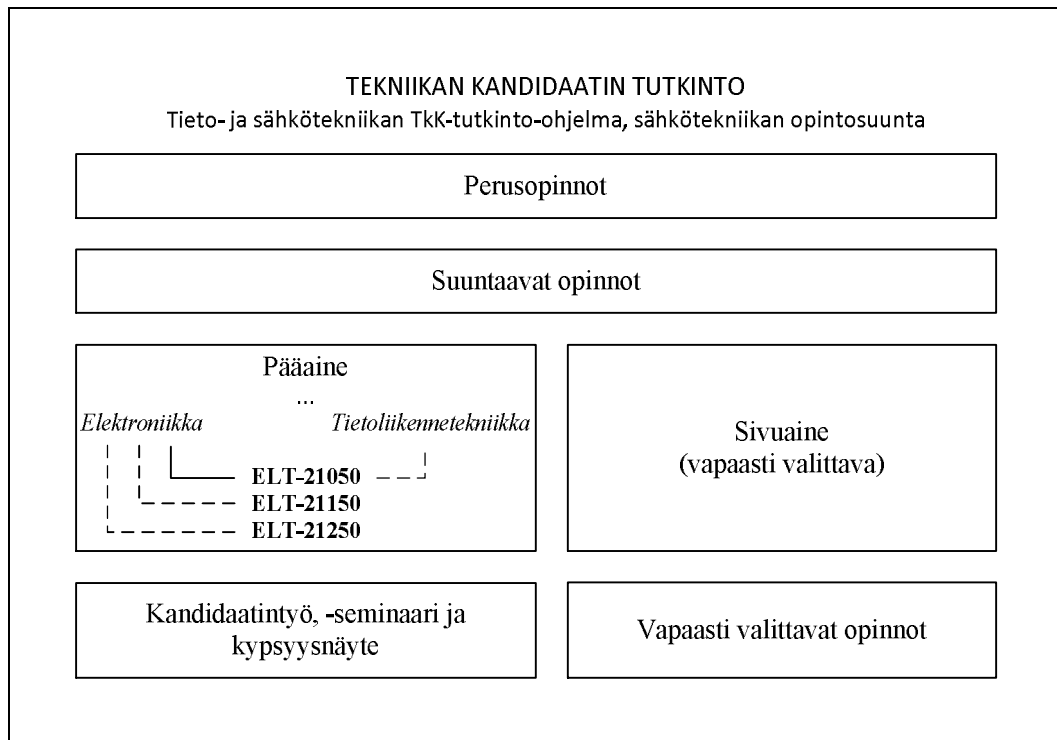 TEKNIIKAN KANDIDAATIN TUTKINTO
Tieto- ja sähkötekniikan TkK-tutkinto-ohjelma, sähkötekniikan opintosuunta
Perusopinnot
Suuntaavat opinnot
Pääaine
...
Elektroniikka
Tietoliikennetekniikka
ELT-21050
ELT-21150
ELT-21250
Sivuaine
(vapaasti valittava)
Kandidaatintyö, -seminaari ja
kypsyysnäyte
Vapaasti valittavat opinnot